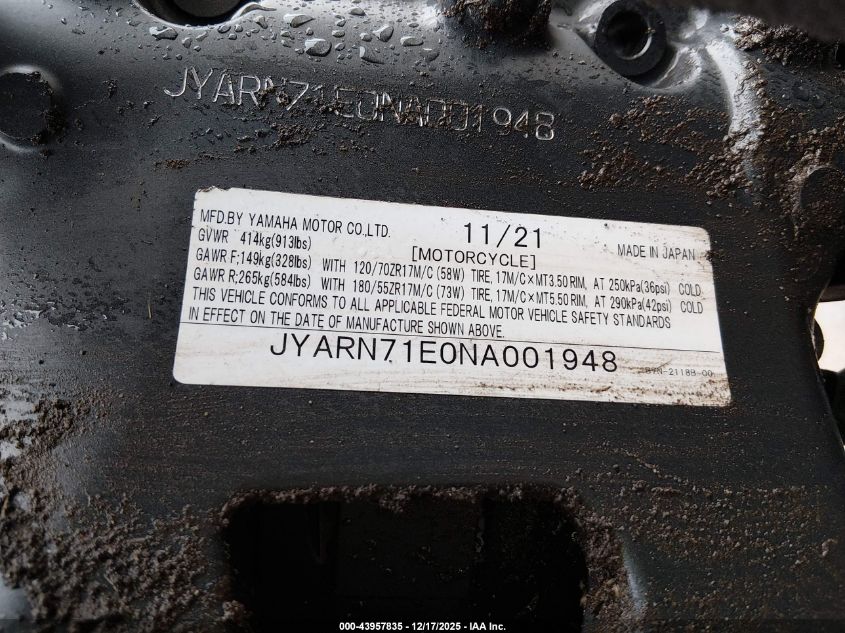 JYARN71E0NA001948
MFD.BY YAMAHA MOTOR CO.,LTD. 11/21 MADE IN JAPAN
GVWR 414kg(913lbs) [MOTORCYCLE]
GAWR F;149kg(328lbs) WITH 120/70ZR17M/C (58W) TIRE, 17M/C×MT3.50 RIM, AT 250kPa(36psi) COLD
GAWR R;265kg(584lbs) WITH 180/55ZR17M/C (73W) TIRE, 17M/C×MT5.50 RIM, AT 290kPa(42psi) COLD
THIS VEHICLE CONFORMS TO ALL APPLICABLE FEDERAL MOTOR VEHICLE SAFETY STANDARDS
IN EFFECT ON THE DATE OF MANUFACTURE SHOWN ABOVE.
JYARN71E0NA001948
000-43957835 - 12/17/2025 - IAA Inc.